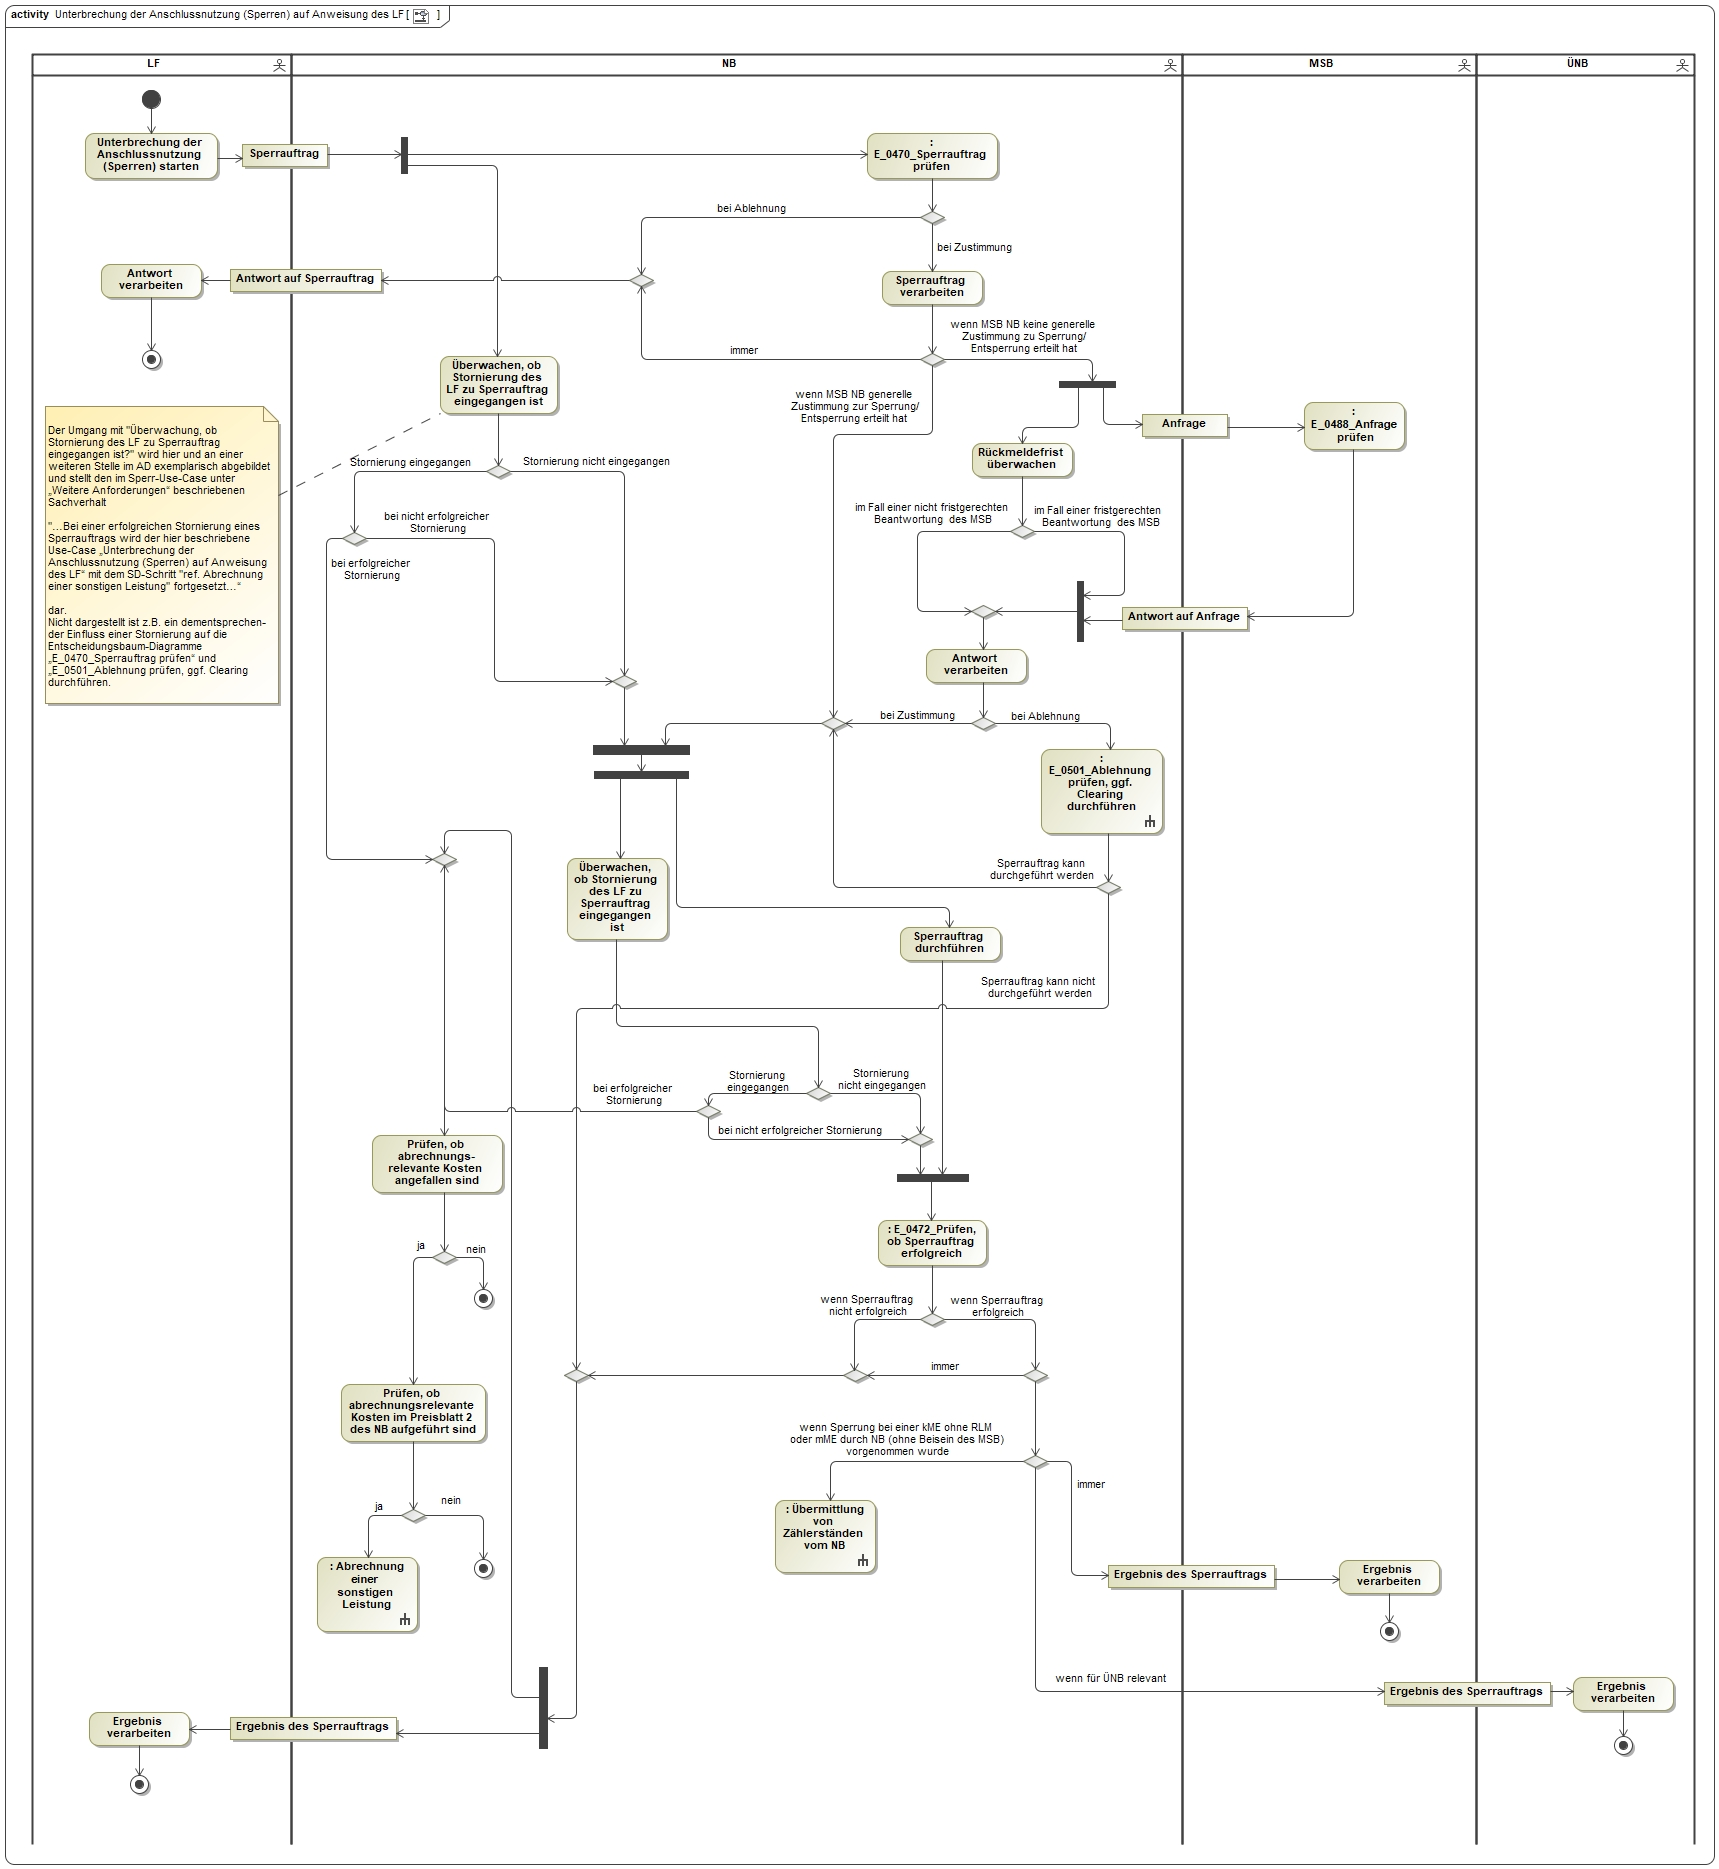 activity Unterbrechung der Anschlussnutzung (Sperren) auf Anweisung des LF [ ]
LF
NB
MSB
ÜNB
Unterbrechung der
Anschlussnutzung
(Sperren) starten
Sperrauftrag
:
E_0470_Sperrauftrag
prüfen
bei Ablehnung
bei Zustimmung
Antwort
verarbeiten
Antwort auf Sperrauftrag
Sperrauftrag
verarbeiten
immer
wenn MSB NB keine generelle
Zustimmung zu Sperrung/
Entsperrung erteilt hat
Überwachen, ob
Stornierung des
LF zu Sperrauftrag
eingegangen ist
wenn MSB NB generelle
Zustimmung zur Sperrung/
Entsperrung erteilt hat
Anfrage
:
E_0488_Anfrage
prüfen
Der Umgang mit "Überwachung, ob
Stornierung des LF zu Sperrauftrag
eingegangen ist?" wird hier und an einer
weiteren Stelle im AD exemplarisch abgebildet
und stellt den im Sperr-Use-Case unter
„Weitere Anforderungen“ beschriebenen
Sachverhalt
"...Bei einer erfolgreichen Stornierung eines
Sperrauftrags wird der hier beschriebene
Use-Case „Unterbrechung der
Anschlussnutzung (Sperren) auf Anweisung
des LF“ mit dem SD-Schritt "ref. Abrechnung
einer sonstigen Leistung" fortgesetzt...“
dar.
Nicht dargestellt ist z.B. ein dementsprechen-
der Einfluss einer Stornierung auf die
Entscheidungsbaum-Diagramme
„E_0470_Sperrauftrag prüfen“ und
„E_0501_Ablehnung prüfen, ggf. Clearing
durchführen.
Stornierung eingegangen
Stornierung nicht eingegangen
Rückmeldefrist
überwachen
bei nicht erfolgreicher
Stornierung
bei erfolgreicher
Stornierung
im Fall einer nicht fristgerechten
Beantwortung des MSB
im Fall einer fristgerechten
Beantwortung des MSB
Antwort auf Anfrage
Antwort
verarbeiten
bei Zustimmung
bei Ablehnung
:
E_0501_Ablehnung
prüfen, ggf.
Clearing
durchführen
Sperrauftrag kann
durchgeführt werden
Überwachen,
ob Stornierung
des LF zu
Sperrauftrag
eingegangen
ist
Sperrauftrag
durchführen
Sperrauftrag kann nicht
durchgeführt werden
Stornierung
eingegangen
Stornierung
nicht eingegangen
bei erfolgreicher
Stornierung
bei nicht erfolgreicher Stornierung
Prüfen, ob
abrechnungs-
relevante Kosten
angefallen sind
: E_0472_Prüfen,
ob Sperrauftrag
erfolgreich
ja
nein
wenn Sperrauftrag
nicht erfolgreich
wenn Sperrauftrag
erfolgreich
immer
Prüfen, ob
abrechnungsrelevante
Kosten im Preisblatt 2
des NB aufgeführt sind
wenn Sperrung bei einer kME ohne RLM
oder mME durch NB (ohne Beisein des MSB)
vorgenommen wurde
immer
ja
nein
: Übermittlung
von
Zählerständen
vom NB
: Abrechnung
einer
sonstigen
Leistung
Ergebnis des Sperrauftrags
Ergebnis
verarbeiten
wenn für ÜNB relevant
Ergebnis des Sperrauftrags
Ergebnis
verarbeiten
Ergebnis
verarbeiten
Ergebnis des Sperrauftrags